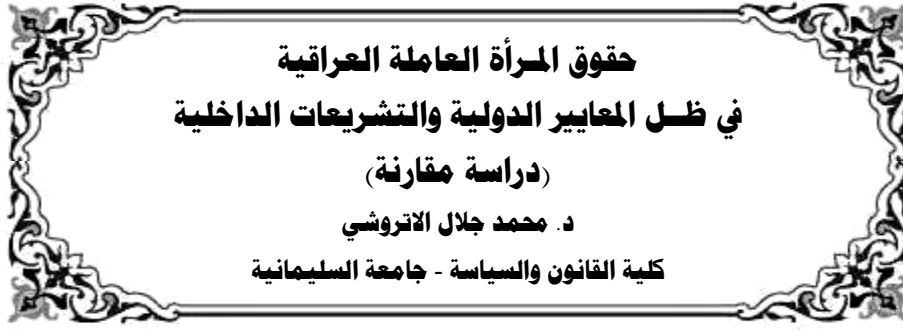 حقوق المرأة العاملة العراقية
في ظل المعايير الدولية والتشريعات الداخلية
(دراسة مقارنة)
د. محمد جلال الاتروشي
كلية القانون والسياسة - جامعة السليمانية